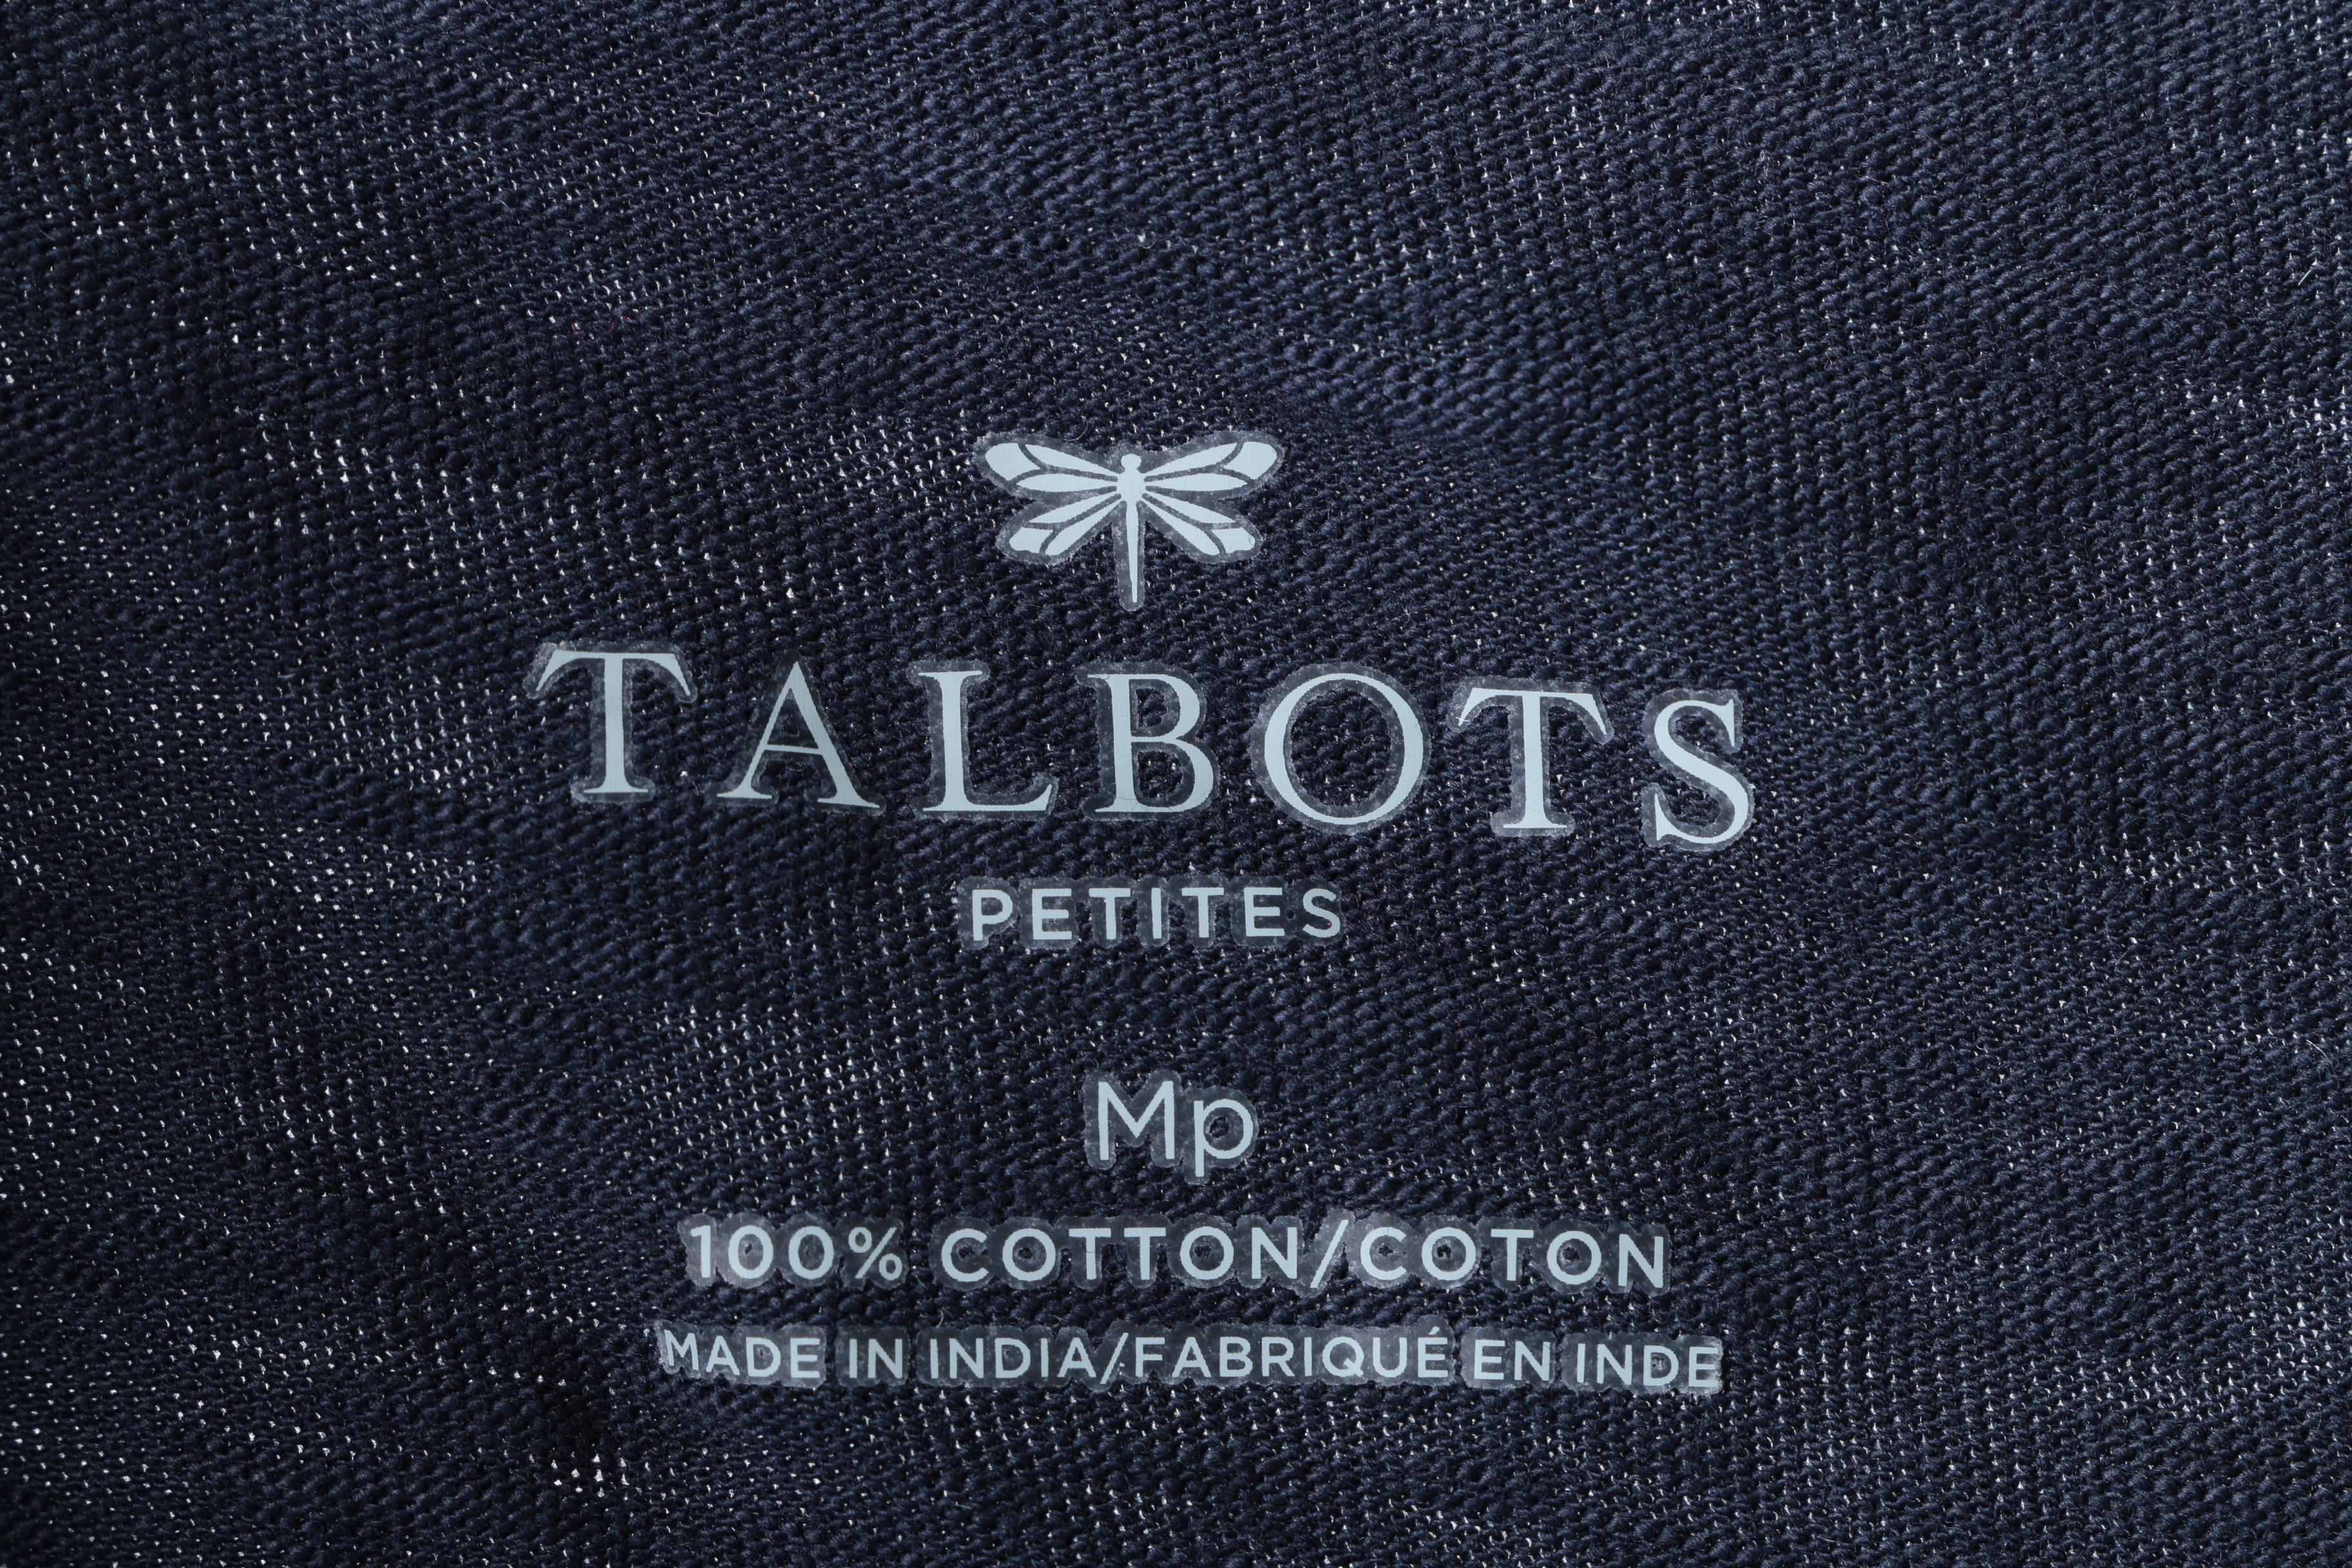 TALBOTS
PETITES
Mp
100% COTTON/COTON
MADE IN INDIA/FABRIQUÉ EN INDE